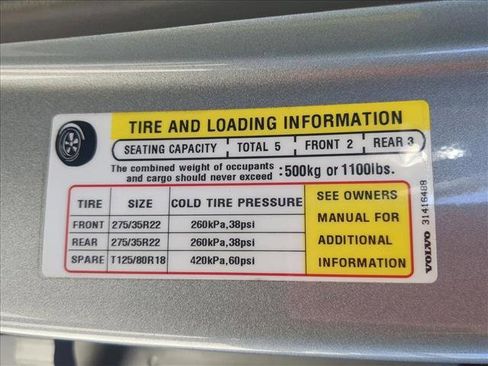 TIRE AND LOADING INFORMATION
SEATING CAPACITY TOTAL 5 FRONT 2 REAR 3
The combined weight of occupants
and cargo should never exceed :500kg or 1100lbs.
TIRE SIZE COLD TIRE PRESSURE
FRONT 275/35R22 260kPa,38psi
REAR 275/35R22 260kPa,38psi
SPARE T125/80R18 420kPa,60psi
SEE OWNERS
MANUAL FOR
ADDITIONAL
INFORMATION
VOLVO 31416488